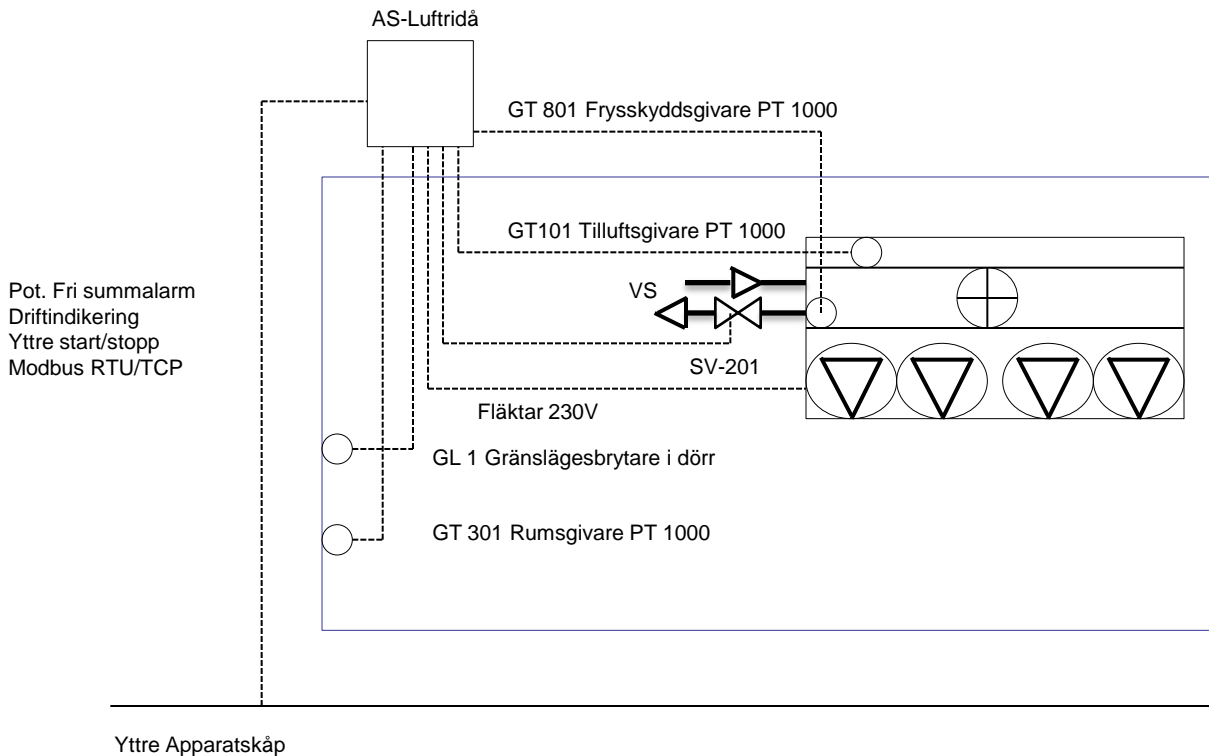 AS-Luftridå
GT 801 Frysskyddsgivare PT 1000
GT101 Tilluftsgivare PT 1000
Pot. Fri summalarm
Driftindikering
Yttre start/stopp
Modbus RTU/TCP
VS
SV-201
Fläktar 230V
GL 1 Gränslägesbrytare i dörr
GT 301 Rumsgivare PT 1000
Yttre Apparatskåp